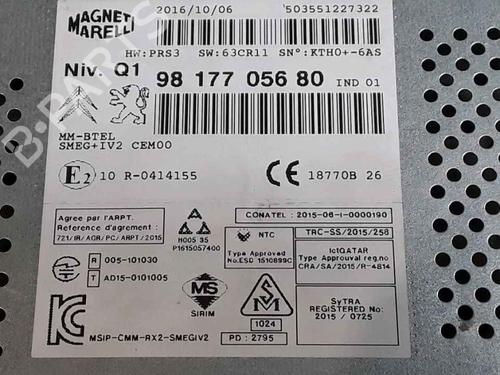 MAGNETI
MARELLI
2016/10/06
503551227322
HW:PRS3 SW:63CR11 SN°:KTH0+-6AS
Niv. Q1 98 177 056 80 IND 01
MM-BTEL
SMEG+IV2 CEM00
E2 10 R-0414155
CE 18770B 26
Agree par l'ARPT.
Reference d'agrement :
721/IR/AGR/PC/ARPT/2015
A
H005 35
P1615057400
CONATEL : 2015-06-I-0000190
NTC
Type Approved
No.ESD 1510899C
TRC-SS/2015/258
IctQATAR
Type Approval reg.no
CRA/SA/2015/R-4814
R 005-101030
T AD15-0101005
MS
SIRIM
SM
1024
PD : 2795
SyTRA
REGISTERED No:
2015 / 0725
KC
MSIP-CMM-RX2-SMEGIV2
B-PARTS